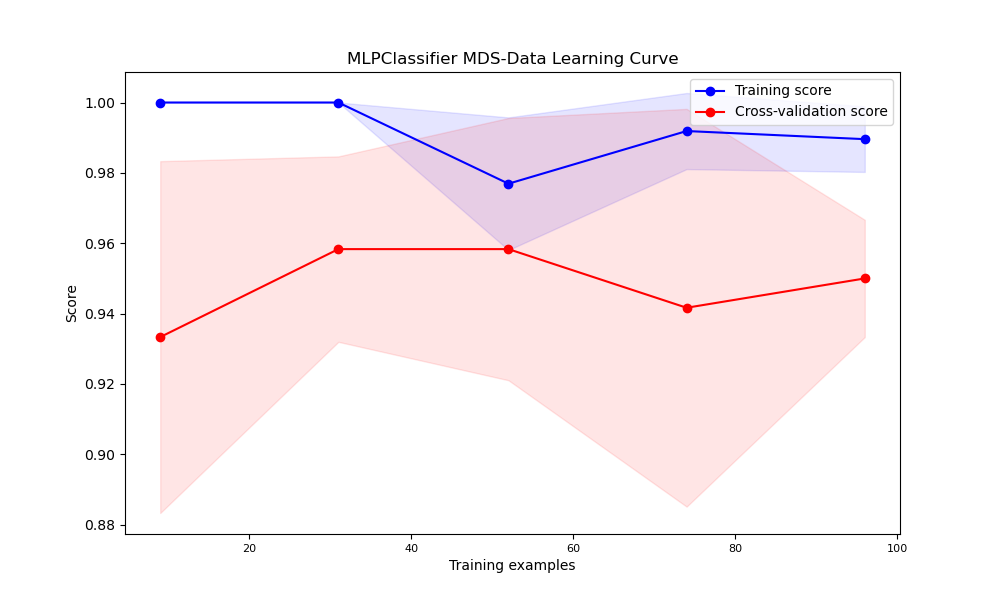 MLPClassifier MDS-Data Learning Curve
Training score
Cross-validation score
1.00
0.98
0.96
0.94
0.92
0.90
0.88
Score
20 40 60 80 100
Training examples